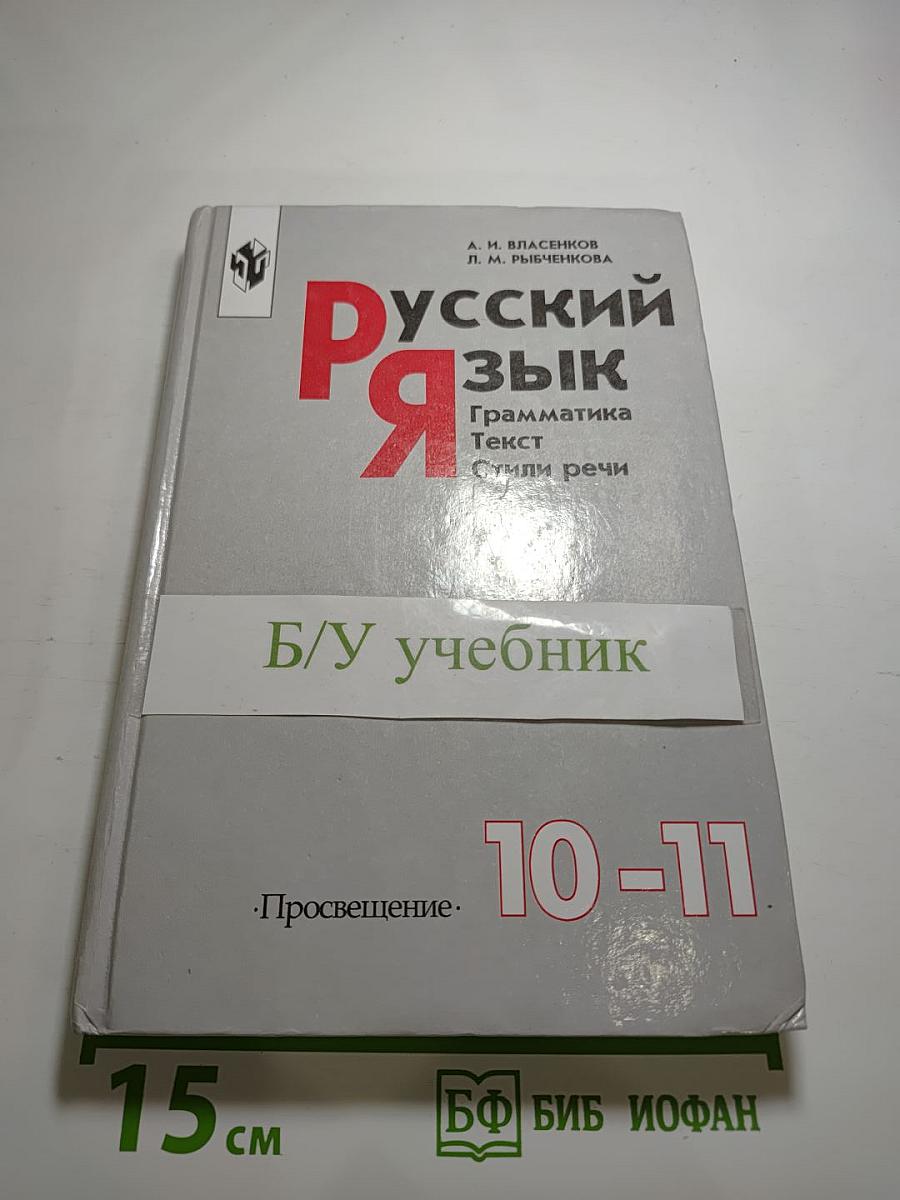 А. И. ВЛАСЕНКОВ
Л. М. РЫБЧЕНКОВА
Русский
Язык
Грамматика
Текст
Стили речи
Б/У учебник
10-11
·Просвещение·
15 см
БФ БИБ ИОФАН